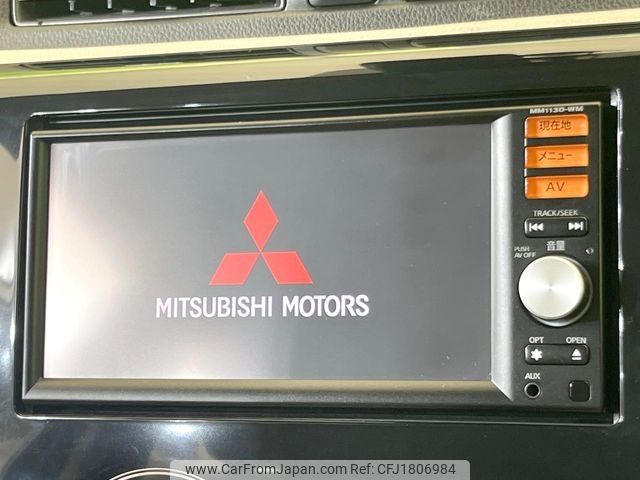 MM113D-WM
現在地
メニュー
AV
TRACK/SEEK
音量
PUSH
AV OFF
MITSUBISHI MOTORS
OPT
OPEN
AUX
www.CarFromJapan.com - Ref No: CFJ1806984